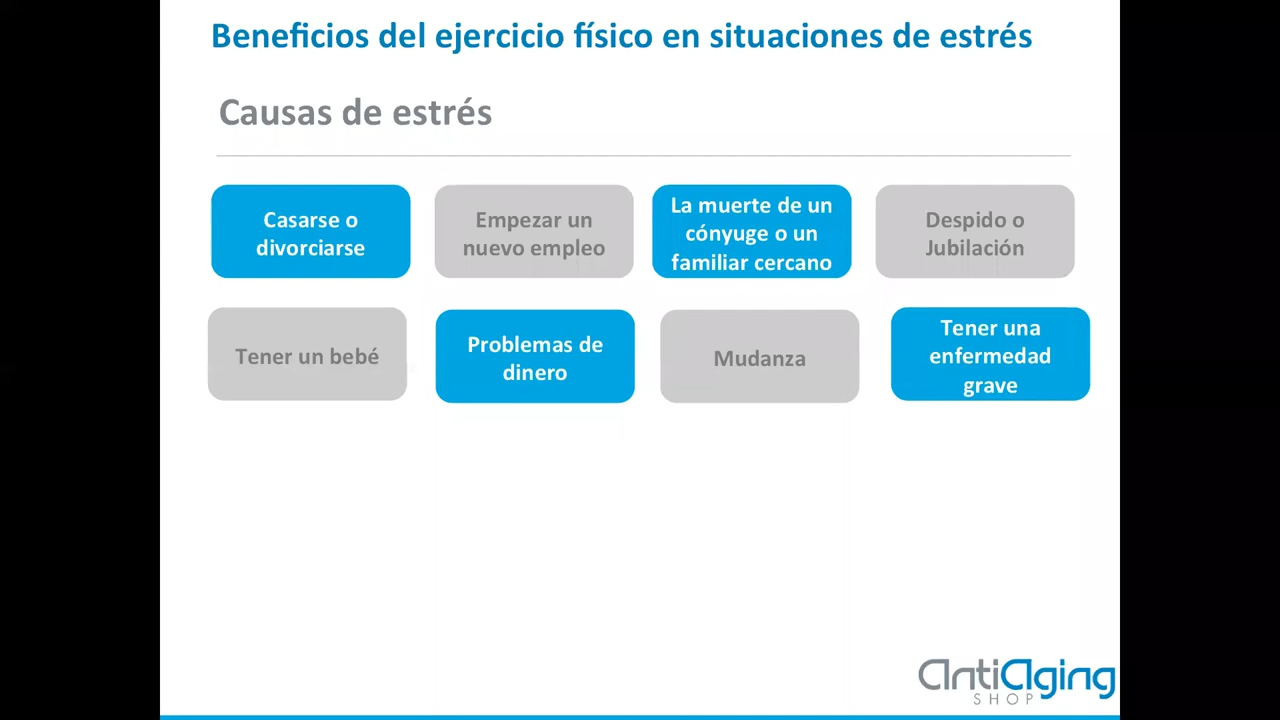 Beneficios del ejercicio físico en situaciones de estrés
Causas de estrés
Casarse o
divorciarse
Empezar un
nuevo empleo
La muerte de un
cónyuge o un
familiar cercano
Despido o
Jubilación
Tener un bebé
Problemas de
dinero
Mudanza
Tener una
enfermedad
grave
antiaging
SHOP